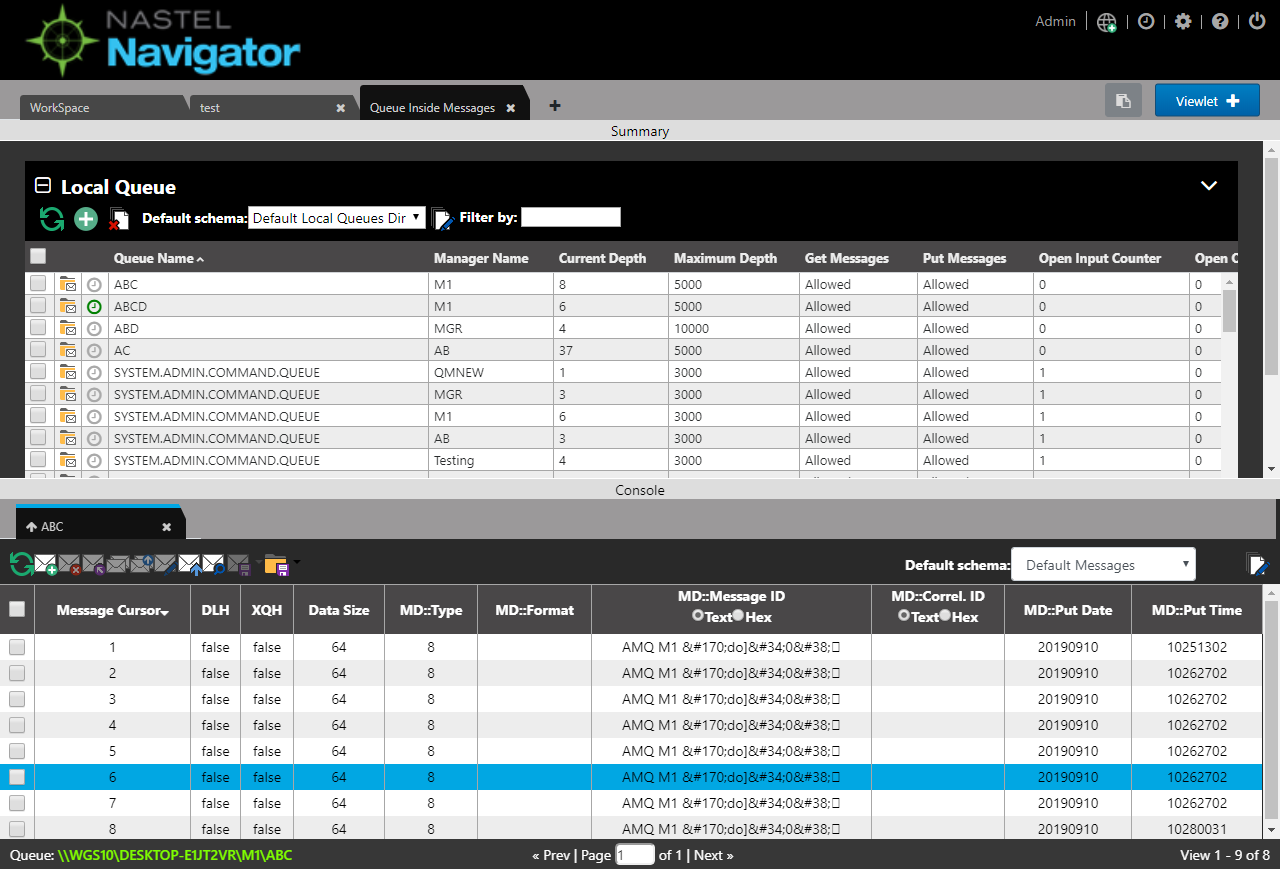 NASTEL
Navigator
Admin
WorkSpace test Queue Inside Messages Viewlet
Summary
Local Queue
Default schema: Default Local Queues Dir Filter by:
Queue Name Manager Name Current Depth Maximum Depth Get Messages Put Messages Open Input Counter Open
ABC M1 8 5000 Allowed Allowed 0 0
ABCD M1 6 5000 Allowed Allowed 0 0
ABD MGR 4 10000 Allowed Allowed 0 0
AC AB 37 5000 Allowed Allowed 0 0
SYSTEM.ADMIN.COMMAND.QUEUE QMNEW 1 3000 Allowed Allowed 1 0
SYSTEM.ADMIN.COMMAND.QUEUE MGR 3 3000 Allowed Allowed 1 0
SYSTEM.ADMIN.COMMAND.QUEUE M1 6 3000 Allowed Allowed 1 0
SYSTEM.ADMIN.COMMAND.QUEUE AB 3 3000 Allowed Allowed 1 0
SYSTEM.ADMIN.COMMAND.QUEUE Testing 4 3000 Allowed Allowed 1 0
Console
ABC
Default schema: Default Messages
Message Cursor DLH XQH Data Size MD::Type MD::Format MD::Message ID MD::Correl. ID MD::Put Date MD::Put Time
Text Hex Text Hex
1 false false 64 8 AMQ M1 &#170;do]&#34;0&#38;▯ 20190910 10251302
2 false false 64 8 AMQ M1 &#170;do]&#34;0&#38;▯ 20190910 10262702
3 false false 64 8 AMQ M1 &#170;do]&#34;0&#38;▯ 20190910 10262702
4 false false 64 8 AMQ M1 &#170;do]&#34;0&#38;▯ 20190910 10262702
5 false false 64 8 AMQ M1 &#170;do]&#34;0&#38;▯ 20190910 10262702
6 false false 64 8 AMQ M1 &#170;do]&#34;0&#38;▯ 20190910 10262702
7 false false 64 8 AMQ M1 &#170;do]&#34;0&#38;▯ 20190910 10262702
8 false false 64 8 AMQ M1 &#170;do]&#34;0&#38;▯ 20190910 10280031
Queue: \\WGS10\DESKTOP-E1JT2VR\M1\ABC « Prev | Page 1 of 1 | Next » View 1 - 9 of 8